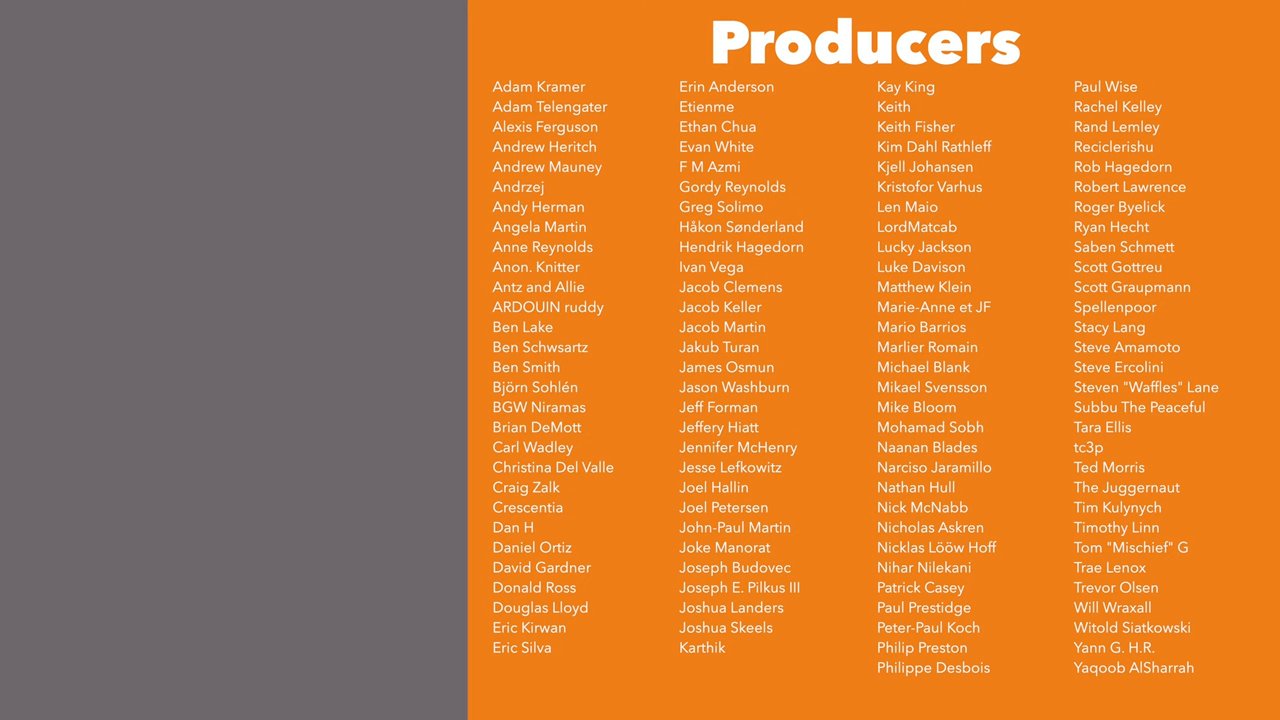 Producers
Adam Kramer
Adam Telengater
Alexis Ferguson
Andrew Heritch
Andrew Mauney
Andrzej
Andy Herman
Angela Martin
Anne Reynolds
Anon. Knitter
Antz and Allie
ARDOUIN ruddy
Ben Lake
Ben Schwsartz
Ben Smith
Björn Sohlén
BGW Niramas
Brian DeMott
Carl Wadley
Christina Del Valle
Craig Zalk
Crescentia
Dan H
Daniel Ortiz
David Gardner
Donald Ross
Douglas Lloyd
Eric Kirwan
Eric Silva
Erin Anderson
Etienme
Ethan Chua
Evan White
F M Azmi
Gordy Reynolds
Greg Solimo
Håkon Sønderland
Hendrik Hagedorn
Ivan Vega
Jacob Clemens
Jacob Keller
Jacob Martin
Jakub Turan
James Osmun
Jason Washburn
Jeff Forman
Jeffery Hiatt
Jennifer McHenry
Jesse Lefkowitz
Joel Hallin
Joel Petersen
John-Paul Martin
Joke Manorat
Joseph Budovec
Joseph E. Pilkus III
Joshua Landers
Joshua Skeels
Karthik
Kay King
Keith
Keith Fisher
Kim Dahl Rathleff
Kjell Johansen
Kristofor Varhus
Len Maio
LordMatcab
Lucky Jackson
Luke Davison
Matthew Klein
Marie-Anne et JF
Mario Barrios
Marlier Romain
Michael Blank
Mikael Svensson
Mike Bloom
Mohamad Sobh
Naanan Blades
Narciso Jaramillo
Nathan Hull
Nick McNabb
Nicholas Askren
Nicklas Lööw Hoff
Nihar Nilekani
Patrick Casey
Paul Prestidge
Peter-Paul Koch
Philip Preston
Philippe Desbois
Paul Wise
Rachel Kelley
Rand Lemley
Reciclerishu
Rob Hagedorn
Robert Lawrence
Roger Byelick
Ryan Hecht
Saben Schmett
Scott Gottreu
Scott Graupmann
Spellenpoor
Stacy Lang
Steve Amamoto
Steve Ercolini
Steven "Waffles" Lane
Subbu The Peaceful
Tara Ellis
tc3p
Ted Morris
The Juggernaut
Tim Kulynych
Timothy Linn
Tom "Mischief" G
Trae Lenox
Trevor Olsen
Will Wraxall
Witold Siatkowski
Yann G. H.R.
Yaqoob AlSharrah